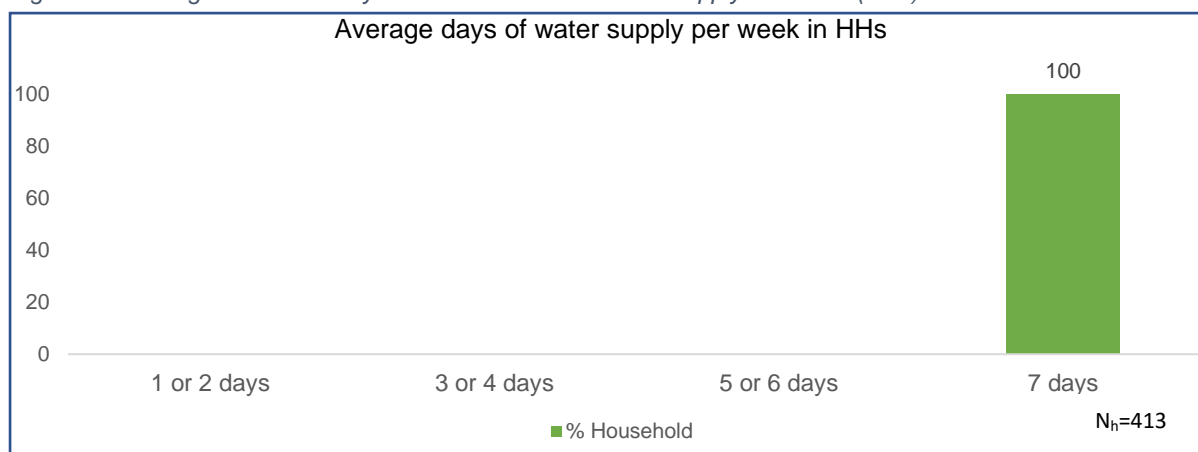 Average days of water supply per week in HHs
100
100
80
60
40
20
0
1 or 2 days
3 or 4 days
5 or 6 days
7 days
% Household
Nₕ=413